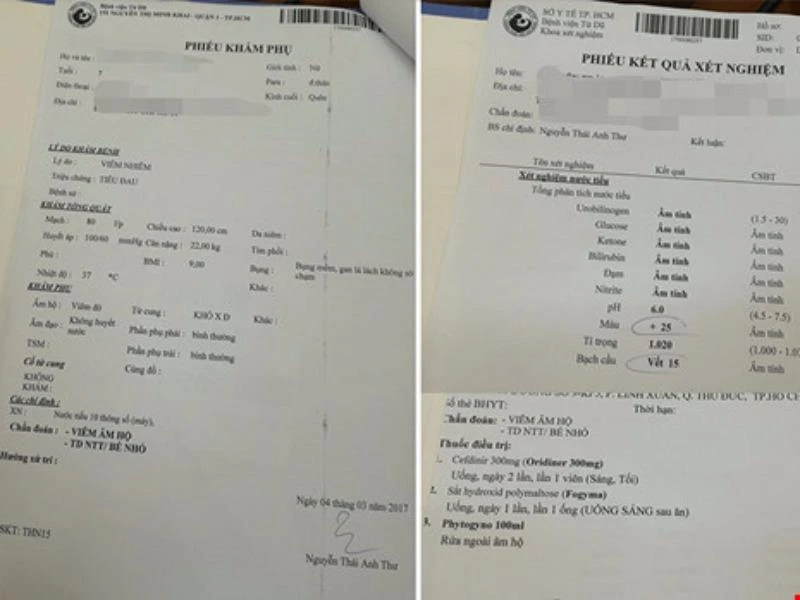 Bệnh viện Từ Dũ
191 NGUYỄN THỊ MINH KHAI - QUẬN 1 - TP.HCM
PHIẾU KHÁM PHỤ
Họ và tên :
Giới tính : Nữ
Tuổi : 7
Para : đ.thân
Điện thoại :
Kinh cuối : Quên
Địa chỉ :
LÝ DO KHÁM BỆNH
Lý do : VIÊM NHIỄM
Triệu chứng : TIỂU ĐAU
Bệnh sử :
KHÁM TỔNG QUÁT
Mạch : 80 l/p Chiều cao : 120,00 cm Da niêm :
Huyết áp : 100/60 mmHg Cân nặng : 22,00 kg Tim phổi :
Phù : BMI : 9,00 Bụng : Bụng mềm, gan lá lách không sờ chạm
Nhiệt độ : 37 °C Khác :
KHÁM PHỤ
Âm hộ : Viêm đỏ Tử cung : KHÓ XĐ Khác :
Âm đạo : Không huyết nước Phần phụ phải : bình thường
TSM : Phần phụ trái : bình thường
Cổ tử cung Cùng đồ :
KHÔNG
KHÁM :
Các chỉ định :
XN : Nước tiểu 10 thông số (máy),
Chẩn đoán : - VIÊM ÂM HỘ
- TD NTT/ BÉ NHỎ
Hướng xử trí :
Ngày 04 tháng 03 năm 2017
Nguyễn Thái Anh Thư
SKT: THN15
SỞ Y TẾ TP. HCM
Bệnh viện Từ Dũ
Khoa xét nghiệm
Hồ sơ:
SID:
Đơn vị:
PHIẾU KẾT QUẢ XÉT NGHIỆM
Họ tên:
Địa chỉ:
Chẩn đoán:
BS chỉ định: Nguyễn Thái Anh Thư
Kết luận:
Tên xét nghiệm Kết quả CSBT
Xét nghiệm nước tiểu
Tổng phân tích nước tiểu
Urobilinogen Âm tính (1.5 - 30)
Glucose Âm tính Âm tính
Ketone Âm tính Âm tính
Bilirubin Âm tính Âm tính
Đạm Âm tính Âm tính
Nitrite Âm tính Âm tính
pH 6.0 (4.5 - 7.5)
Máu + 25 Âm tính
Tỉ trọng 1.020 (1,000 - 1.0
Bạch cầu Vết 15 Âm tính
P. LINH XUÂN, Q. THỦ ĐỨC, TP.HỒ CH
Số thẻ BHYT: Thời hạn:
Chẩn đoán: - VIÊM ÂM HỘ
- TD NTT/ BÉ NHỎ
Thuốc điều trị:
1. Cefdinir 300mg (Oridiner 300mg)
Uống, ngày 2 lần, lần 1 viên (Sáng, Tối)
2. Sắt hydroxid polymaltose (Fogyma)
Uống, ngày 1 lần, lần 1 ống (UỐNG SÁNG sau ăn)
3. Phytogyno 100ml
Rửa ngoài âm hộ